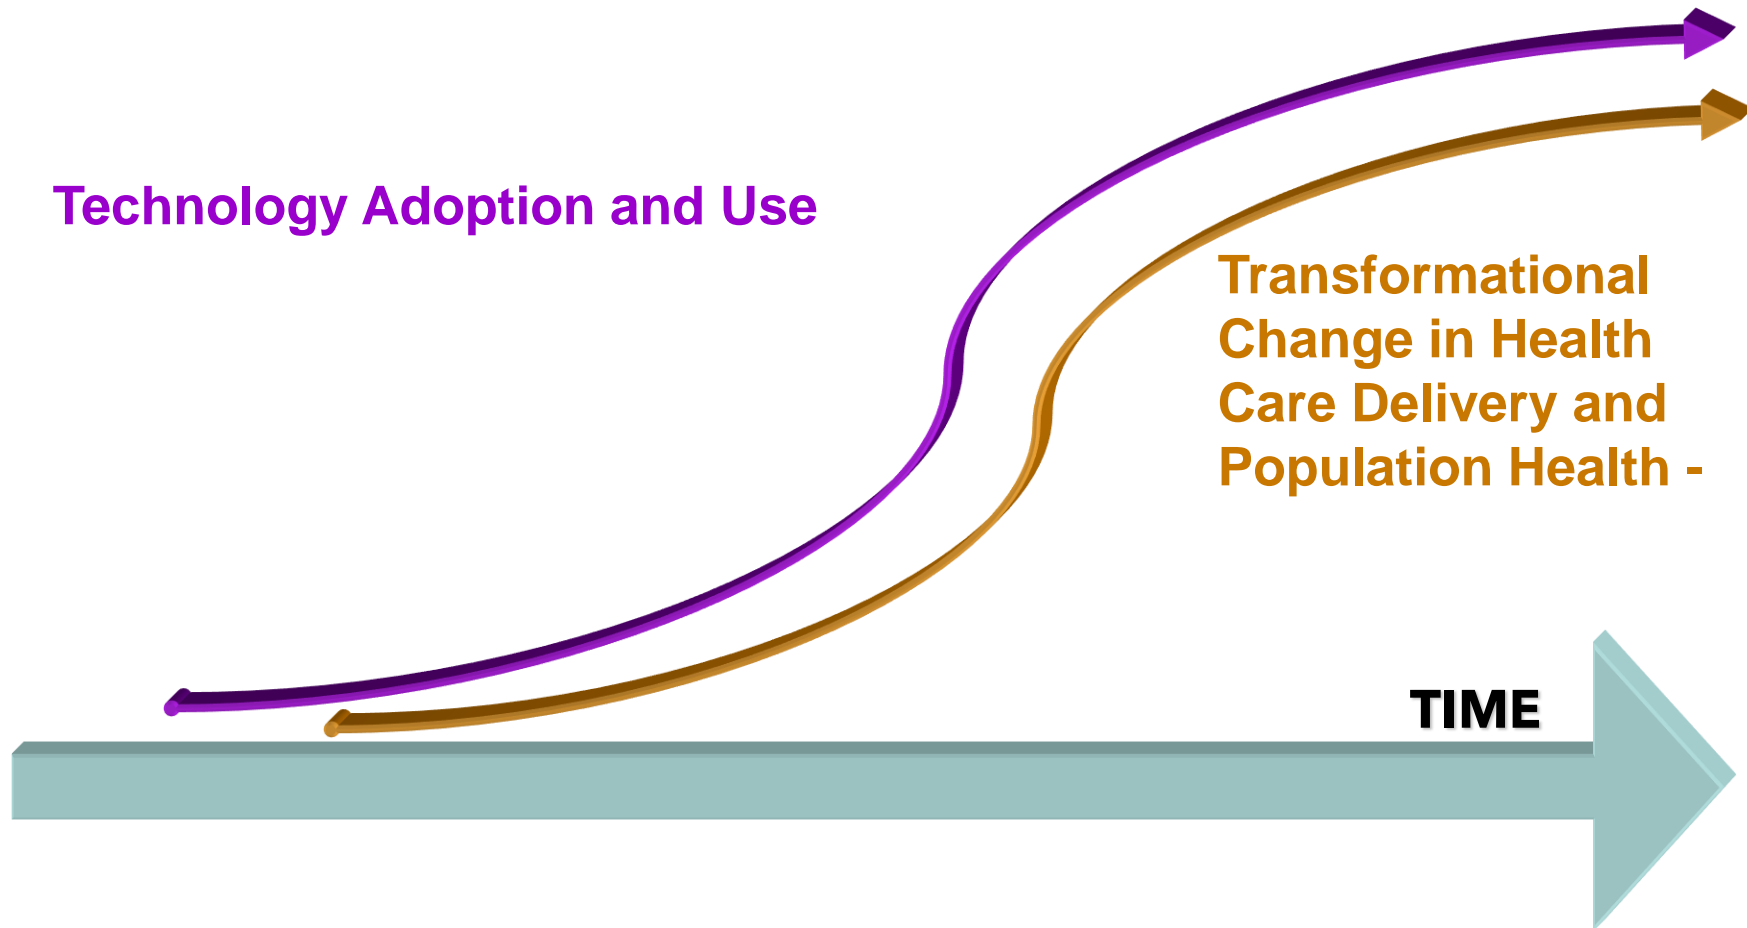 Technology Adoption and Use
Transformational
Change in Health
Care Delivery and
Population Health -
TIME